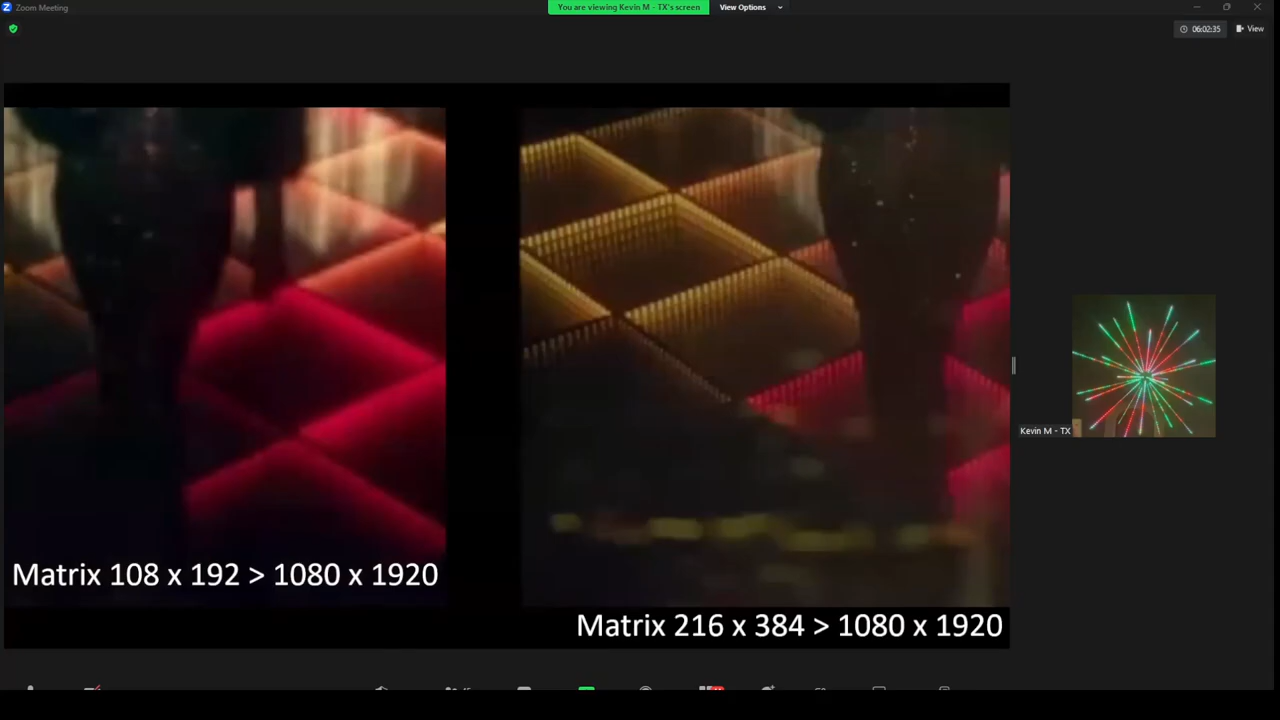 Zoom Meeting
You are viewing Kevin M - TX's screen
View Options
06:02:35
View
Kevin M - TX
Matrix 108 x 192 > 1080 x 1920
Matrix 216 x 384 > 1080 x 1920